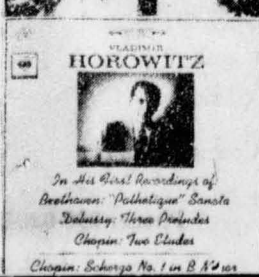 VLADIMIR
HOROWITZ
In His First Recordings of
Beethoven: "Pathetique" Sonata
Debussy: Three Preludes
Chopin: Two Etudes
Chopin: Scherzo No. 1 in B Minor